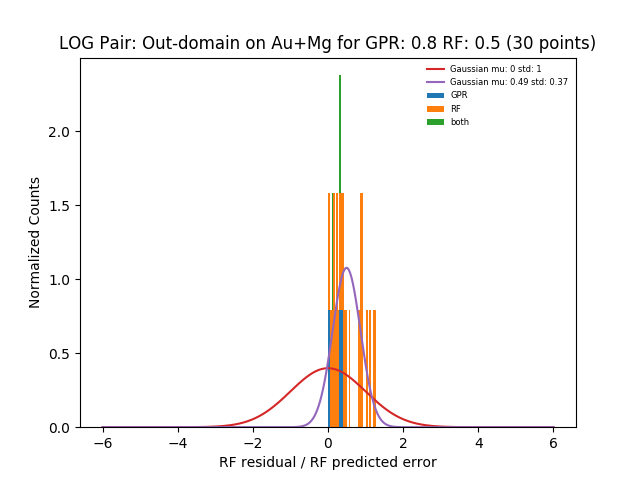 LOG Pair: Out-domain on Au+Mg for GPR: 0.8 RF: 0.5 (30 points)
Gaussian mu: 0 std: 1
Gaussian mu: 0.49 std: 0.37
GPR
RF
both
Normalized Counts
2.0
1.5
1.0
0.5
0.0
−6
−4
−2
0
2
4
6
RF residual / RF predicted error